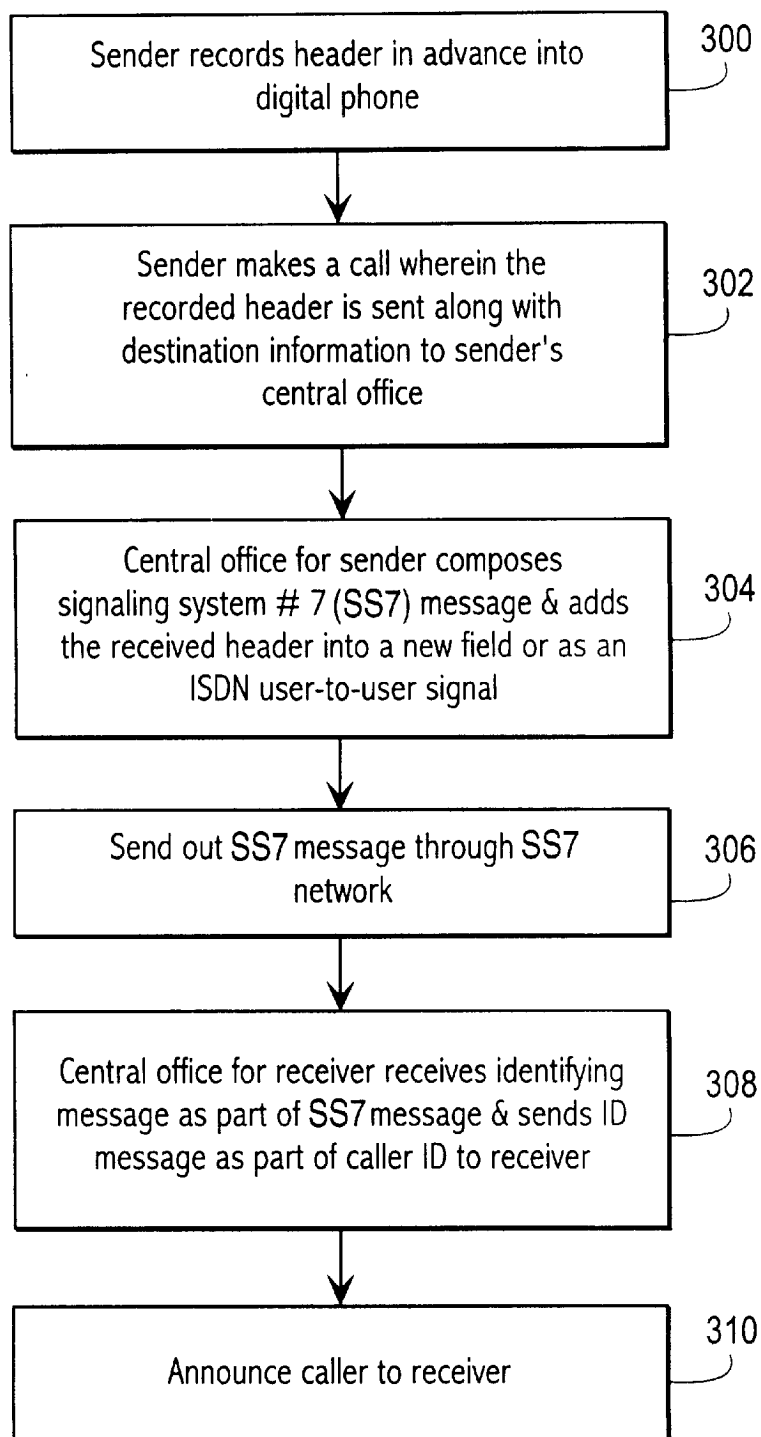 Sender records header in advance into
digital phone
300
Sender makes a call wherein the
recorded header is sent along with
destination information to sender's
central office
302
Central office for sender composes
signaling system # 7 (SS7) message & adds
the received header into a new field or as an
ISDN user-to-user signal
304
Send out SS7 message through SS7
network
306
Central office for receiver receives identifying
message as part of SS7 message & sends ID
message as part of caller ID to receiver
308
Announce caller to receiver
310